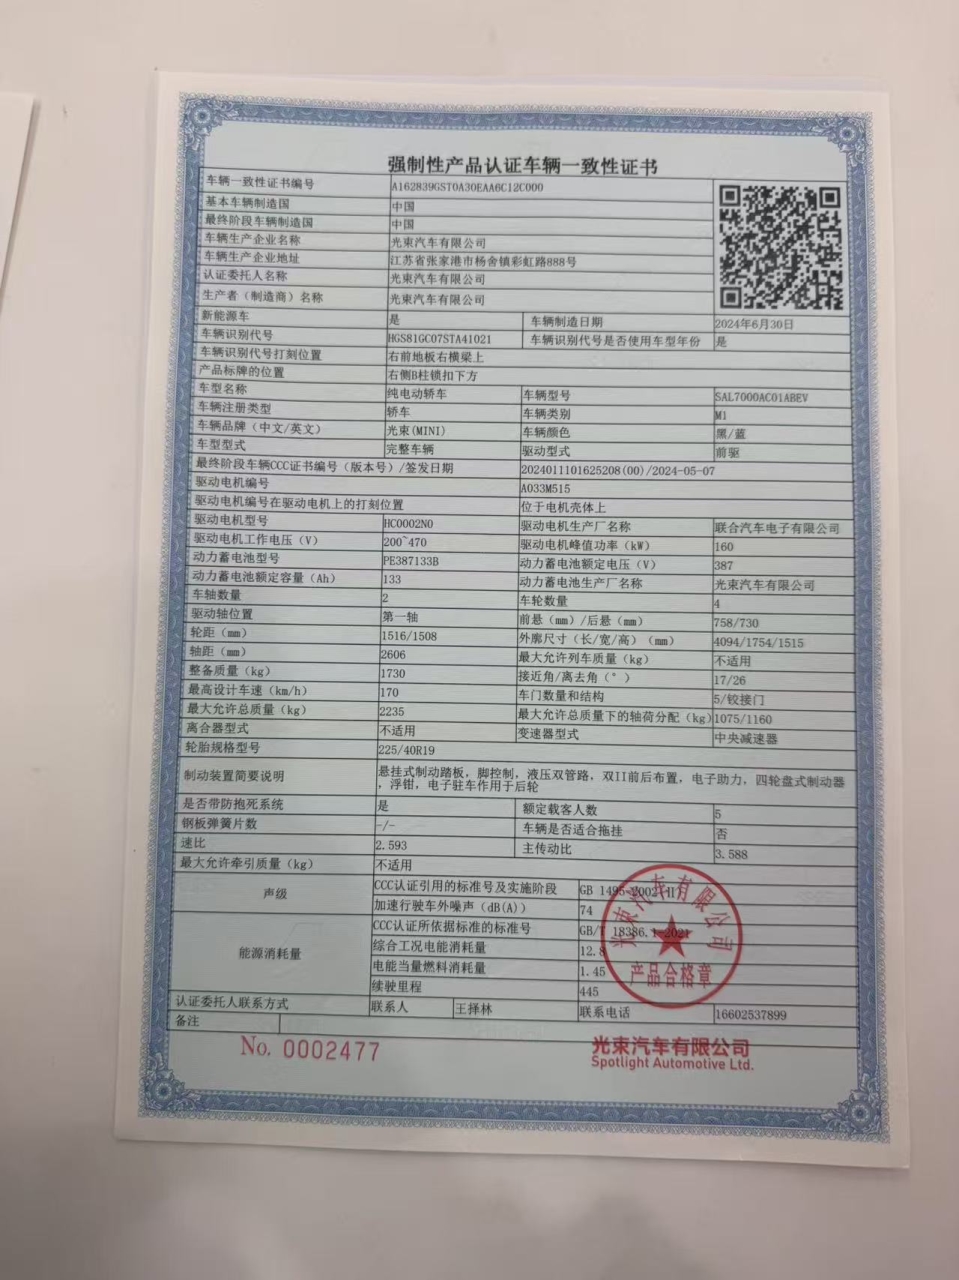 强制性产品认证车辆一致性证书
车辆一致性证书编号 A162839GST0A30EAA6C12C000
基本车辆制造国 中国
最终阶段车辆制造国 中国
车辆生产企业名称 光束汽车有限公司
车辆生产企业地址 江苏省张家港市杨舍镇彩虹路888号
认证委托人名称 光束汽车有限公司
生产者（制造商）名称 光束汽车有限公司
新能源车 是 车辆制造日期 2024年6月30日
车辆识别代号 HGS81GC07STA41021 车辆识别代号是否使用车型年份 是
车辆识别代号打刻位置 右前地板右横梁上
产品标牌的位置 右侧B柱锁扣下方
车型名称 纯电动轿车 车辆型号 SAL7000AC01ABEV
车辆注册类型 轿车 车辆类别 M1
车辆品牌（中文/英文） 光束(MINI) 车辆颜色 黑/蓝
车型型式 完整车辆 驱动型式 前驱
最终阶段车辆CCC证书编号（版本号）/签发日期 2024011101625208(00)/2024-05-07
驱动电机编号 A033M515
驱动电机编号在驱动电机上的打刻位置 位于电机壳体上
驱动电机型号 HC0002N0 驱动电机生产厂名称 联合汽车电子有限公司
驱动电机工作电压（V） 200~470 驱动电机峰值功率（kW） 160
动力蓄电池型号 PE387133B 动力蓄电池额定电压（V） 387
动力蓄电池额定容量（Ah） 133 动力蓄电池生产厂名称 光束汽车有限公司
车轴数量 2 车轮数量 4
驱动轴位置 第一轴 前悬（mm）/后悬（mm） 758/730
轮距（mm） 1516/1508 外廓尺寸（长/宽/高）（mm） 4094/1754/1515
轴距（mm） 2606 最大允许列车质量（kg） 不适用
整备质量（kg） 1730 接近角/离去角（°） 17/26
最高设计车速（km/h） 170 车门数量和结构 5/铰接门
最大允许总质量（kg） 2235 最大允许总质量下的轴荷分配（kg） 1075/1160
离合器型式 不适用 变速器型式 中央减速器
轮胎规格型号 225/40R19
制动装置简要说明 悬挂式制动踏板，脚控制，液压双管路，双II前后布置，电子助力，四轮盘式制动器
，浮钳，电子驻车作用于后轮
是否带防抱死系统 是 额定载客人数 5
钢板弹簧片数 -/- 车辆是否适合拖挂 否
速比 2.593 主传动比 3.588
最大允许牵引质量（kg） 不适用
声级 CCC认证引用的标准号及实施阶段 GB 1495-2002(II)
加速行驶车外噪声（dB(A)） 74
能源消耗量 CCC认证所依据标准的标准号 GB/T 18386.1-2021
综合工况电能消耗量 12.8
电能当量燃料消耗量 1.45
续驶里程 445
认证委托人联系方式 联系人 王择林 联系电话 16602537899
备注
光束汽车有限公司
产品合格章
No. 0002477
光束汽车有限公司
Spotlight Automotive Ltd.